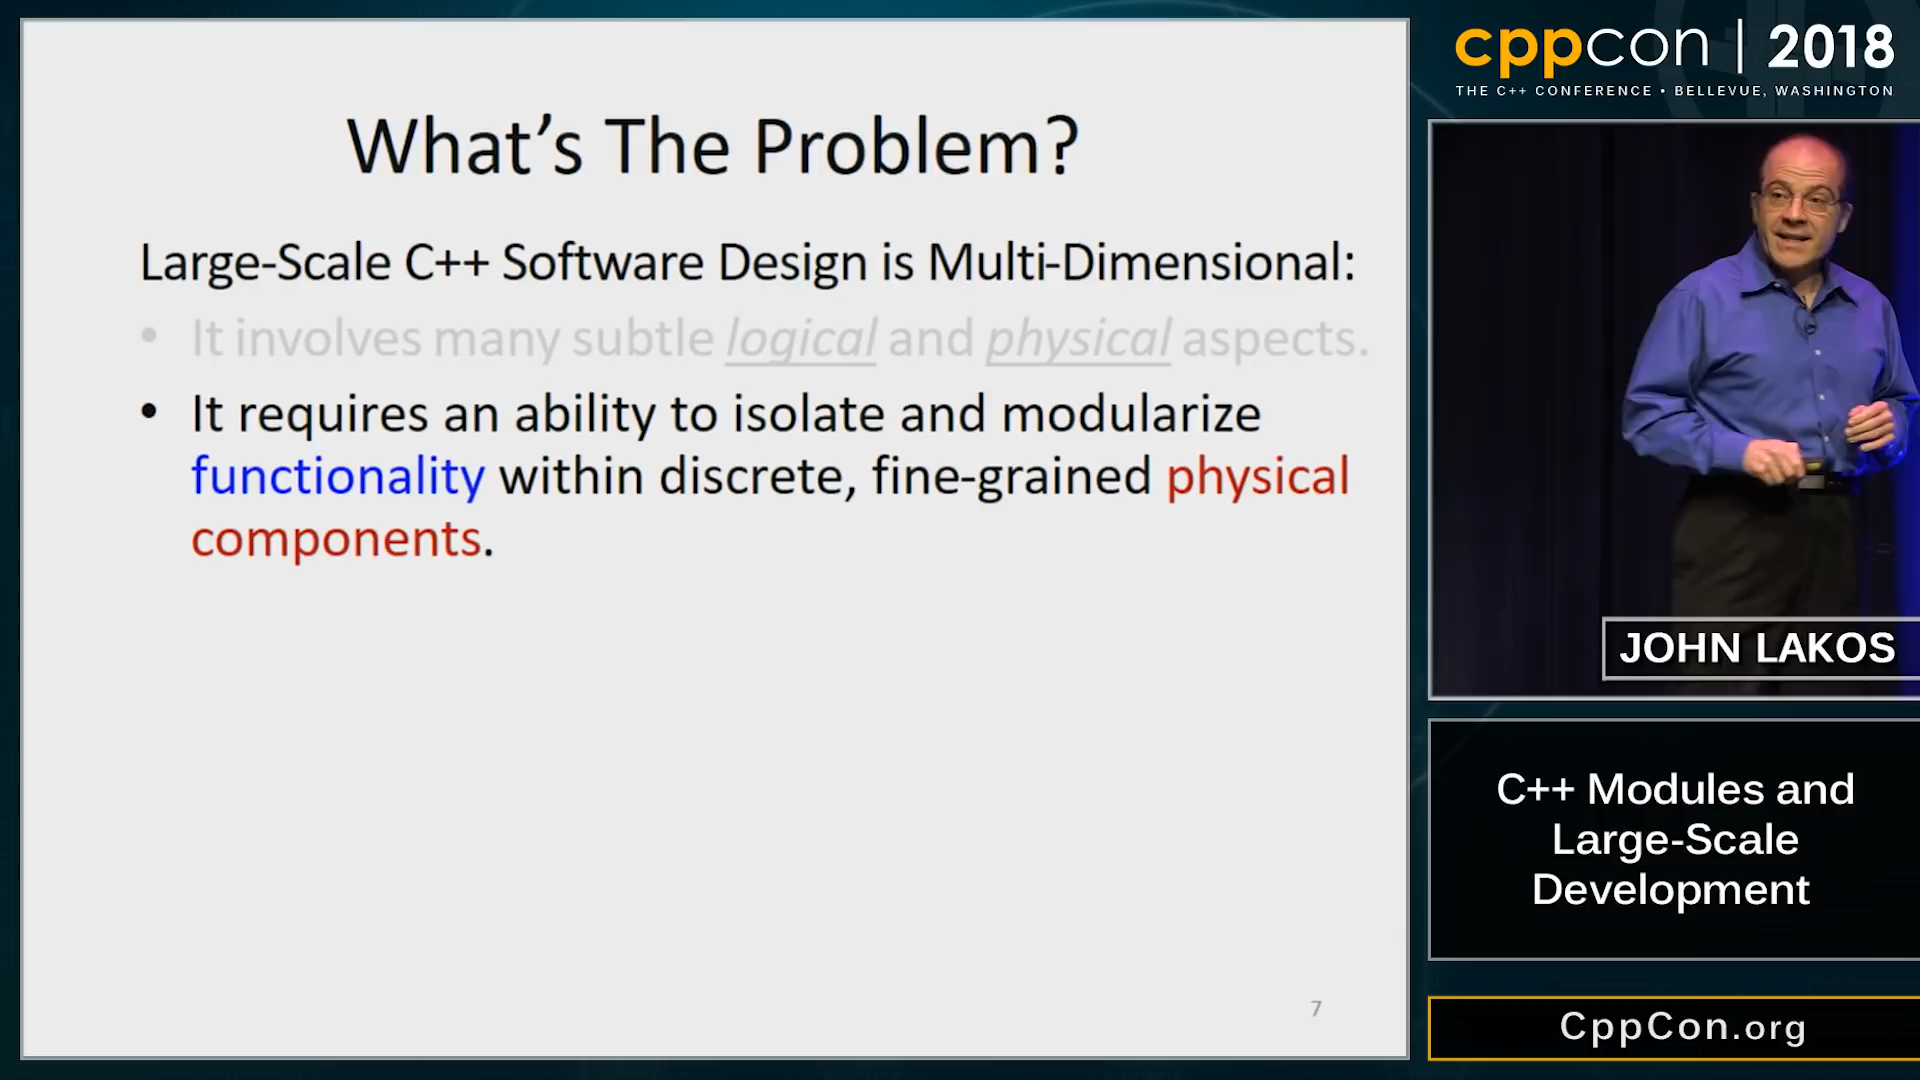 What's The Problem?
Large-Scale C++ Software Design is Multi-Dimensional:
• It involves many subtle logical and physical aspects.
• It requires an ability to isolate and modularize
functionality within discrete, fine-grained physical
components.
7
cppcon | 2018
THE C++ CONFERENCE • BELLEVUE, WASHINGTON
JOHN LAKOS
C++ Modules and
Large-Scale
Development
CppCon.org